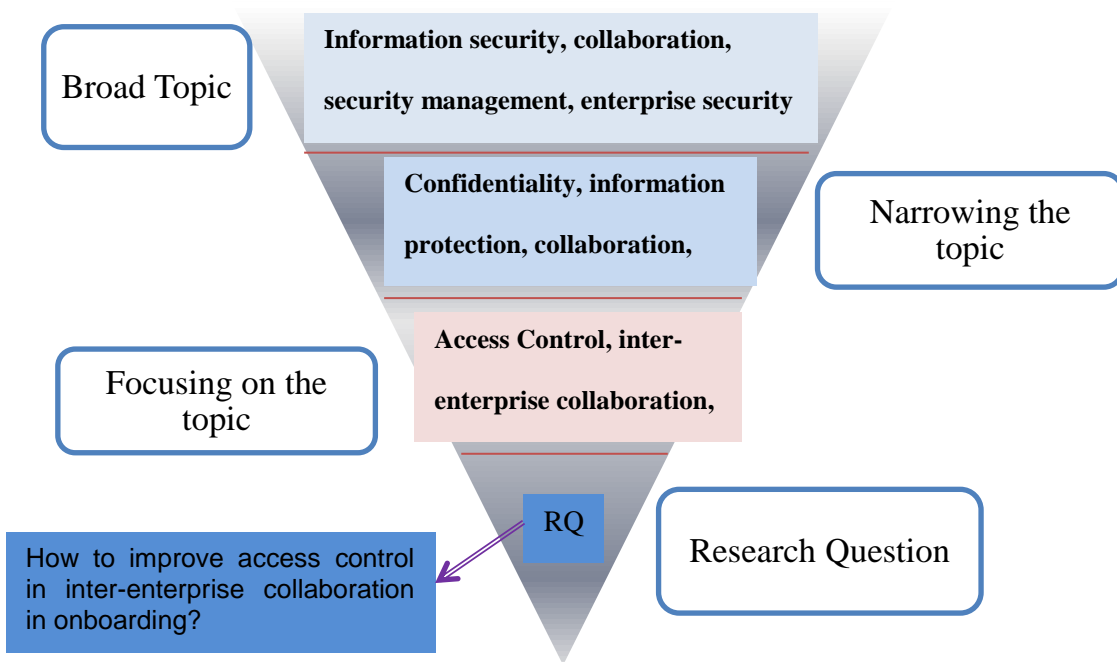 Broad Topic
Information security, collaboration,
security management, enterprise security
Confidentiality, information
protection, collaboration,
Narrowing the
topic
Access Control, inter-
enterprise collaboration,
Focusing on the
topic
RQ
Research Question
How to improve access control
in inter-enterprise collaboration
in onboarding?